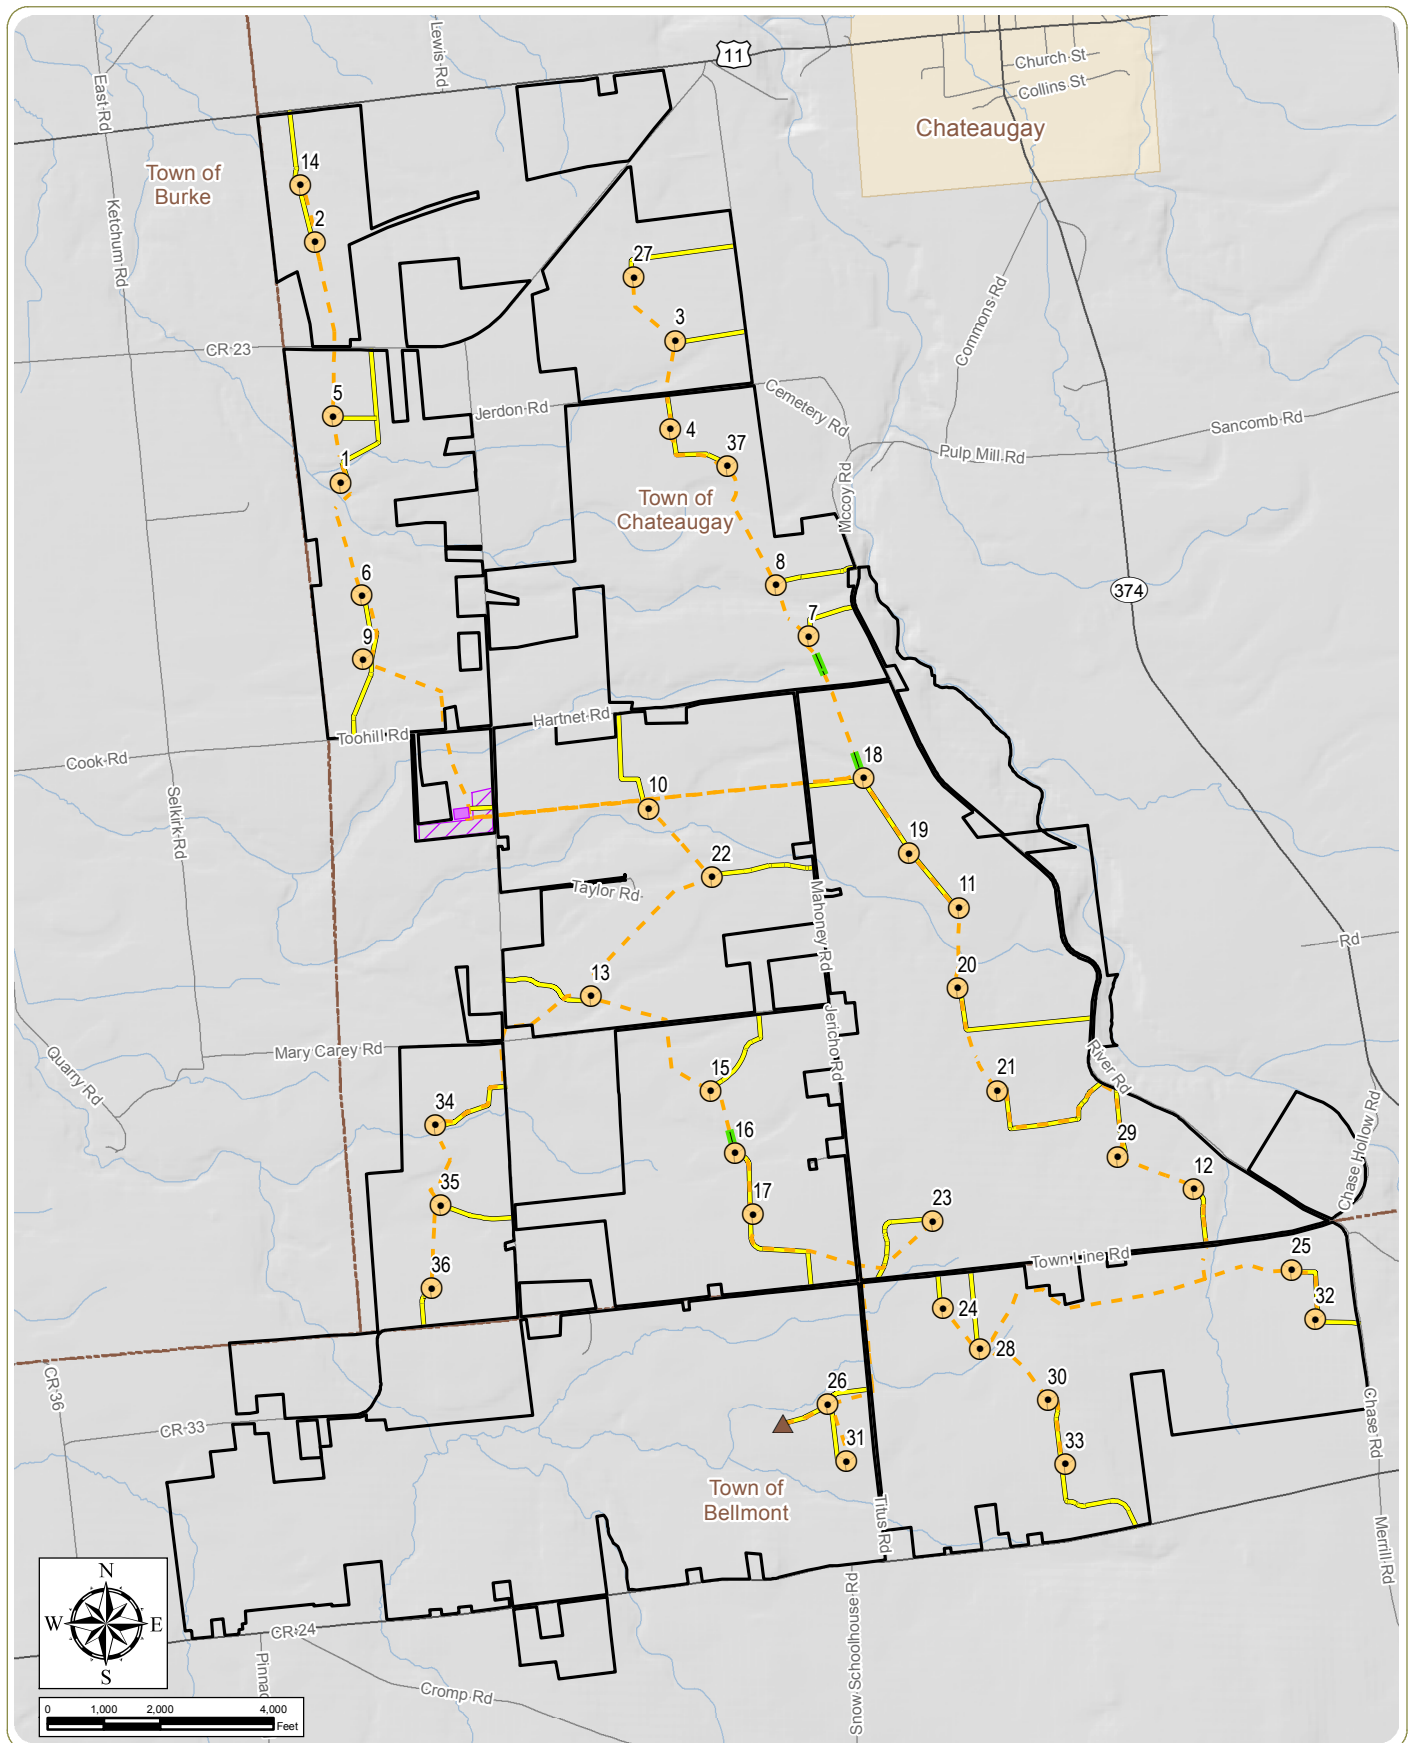 11
Church St
Collins St
Chateaugay
Lewis Rd
East Rd
Town of
Burke
14
2
Ketchum Rd
27
3
Commons Rd
CR 23
5
Jerdon Rd
Cemetery Rd
4
37
Sancomb Rd
Pulp Mill Rd
1
Town of
Chateaugay
Mccoy Rd
8
374
6
7
9
Hartnet Rd
Toohill Rd
Cook Rd
18
10
Selkirk Rd
19
22
Taylor Rd
Mahoney Rd
11
Rd
20
13
Jericho Rd
Mary Carey Rd
Quarry Rd
River Rd
21
15
34
16
29
Chase Hollow Rd
12
35
17
23
Town Line Rd
25
36
32
24
28
CR 36
26
30
Chase Rd
CR 33
31
33
Town of
Bellmont
Titus Rd
Merrill Rd
N
W
E
S
CR 24
Snow Schoolhouse Rd
Pinnac
Cromp Rd
0 1,000 2,000 4,000
Feet